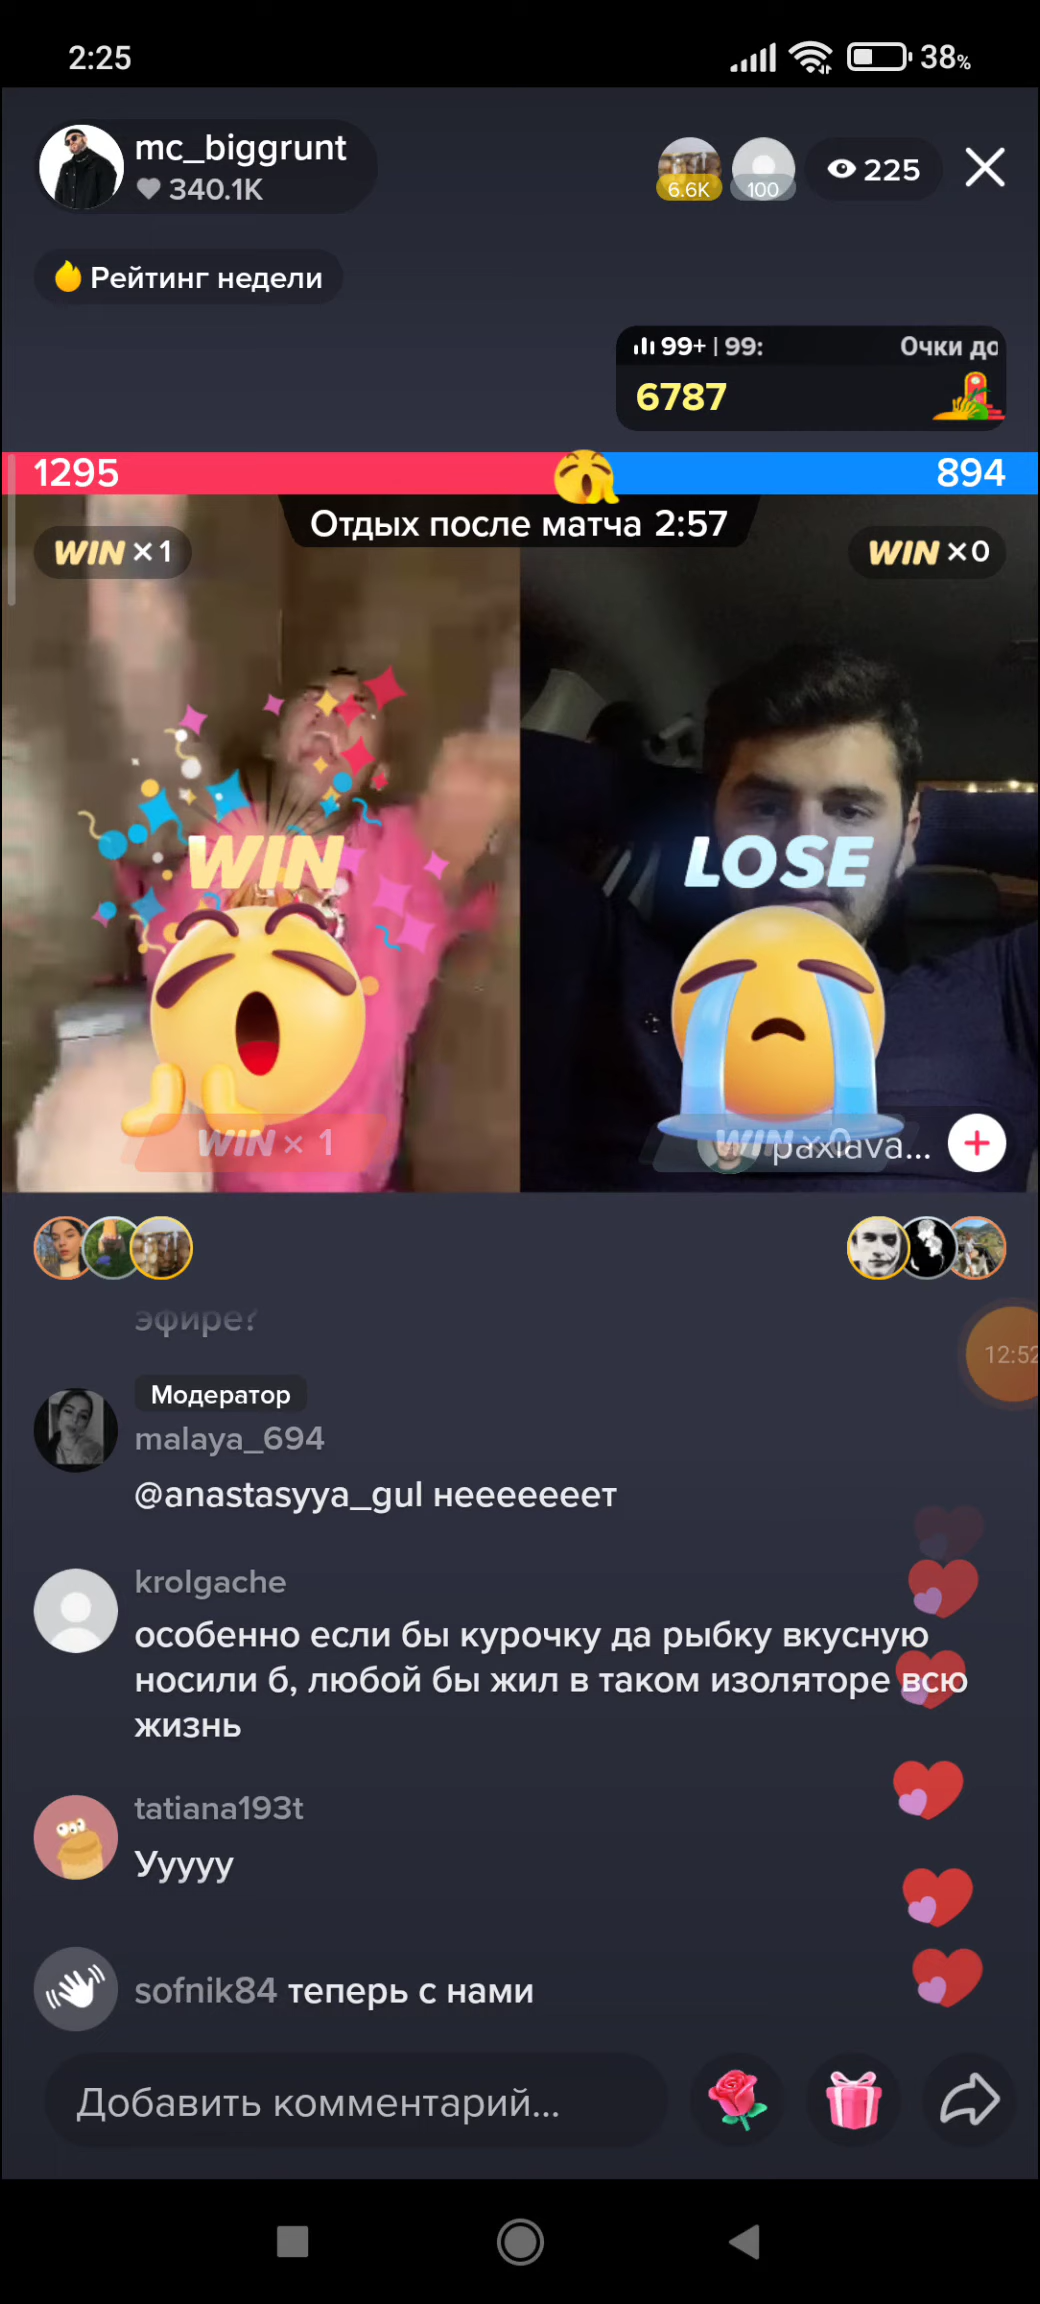 2:25
38%
mc_biggrunt
340.1K
6.6K
100
225
Рейтинг недели
99+ | 99:
Очки до
6787
1295
894
Отдых после матча 2:57
WIN × 1
WIN × 0
WIN
LOSE
WIN × 1
WIN × 0
эфире?
12:52
Модератор
malaya_694
@anastasyya_gul нееееееет
krolgache
особенно если бы курочку да рыбку вкусную
носили б, любой бы жил в таком изоляторе всю
жизнь
tatiana193t
Ууууу
sofnik84 теперь с нами
Добавить комментарий...